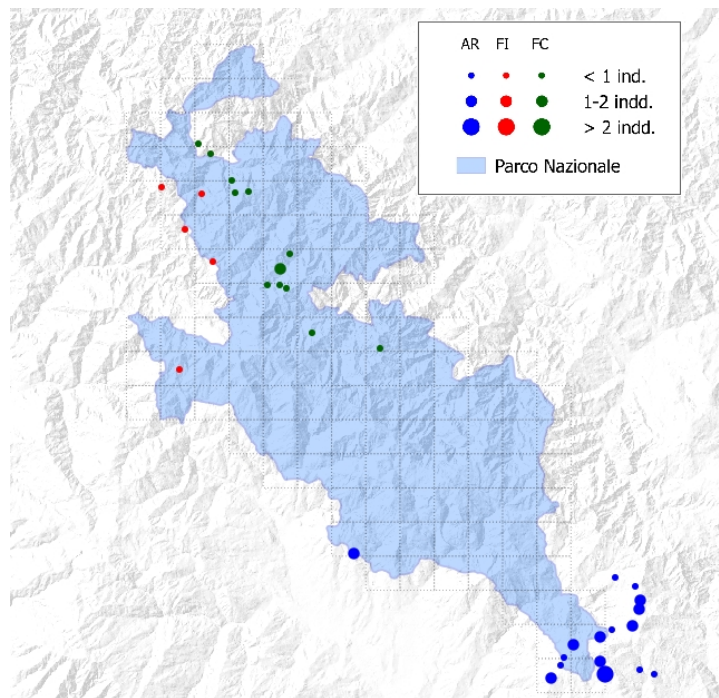 AR FI FC
< 1 ind.
1-2 indd.
> 2 indd.
Parco Nazionale